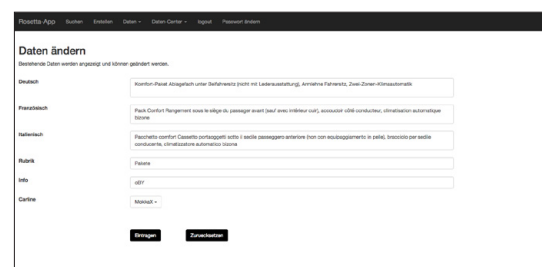 Rosetta-App Suchen Erstellen Daten Daten Center logout Passwort ändern
Daten ändern
Bestehende Daten werden angezeigt und können geändert werden.
Deutsch
Komfort-Paket Ablagefach unter Beifahrersitz (nicht mit Lederausstattung), Armlehne Fahrersitz, Zwei-Zonen-Klimaautomatik
Französisch
Pack Confort Rangement sous le siège du passager avant (sauf avec intérieur cuir), accoudoir côté conducteur, climatisation automatique
bizone
Italienisch
Pacchetto comfort Cassetto portaoggetti sotto il sedile passeggero anteriore (non con equipaggiamento in pelle), bracciolo per sedile
conducente, climatizzatore automatico bizona
Rubrik
Pakete
Info
oBY
Carline
MokkaX
Eintragen Zuruecksetzen